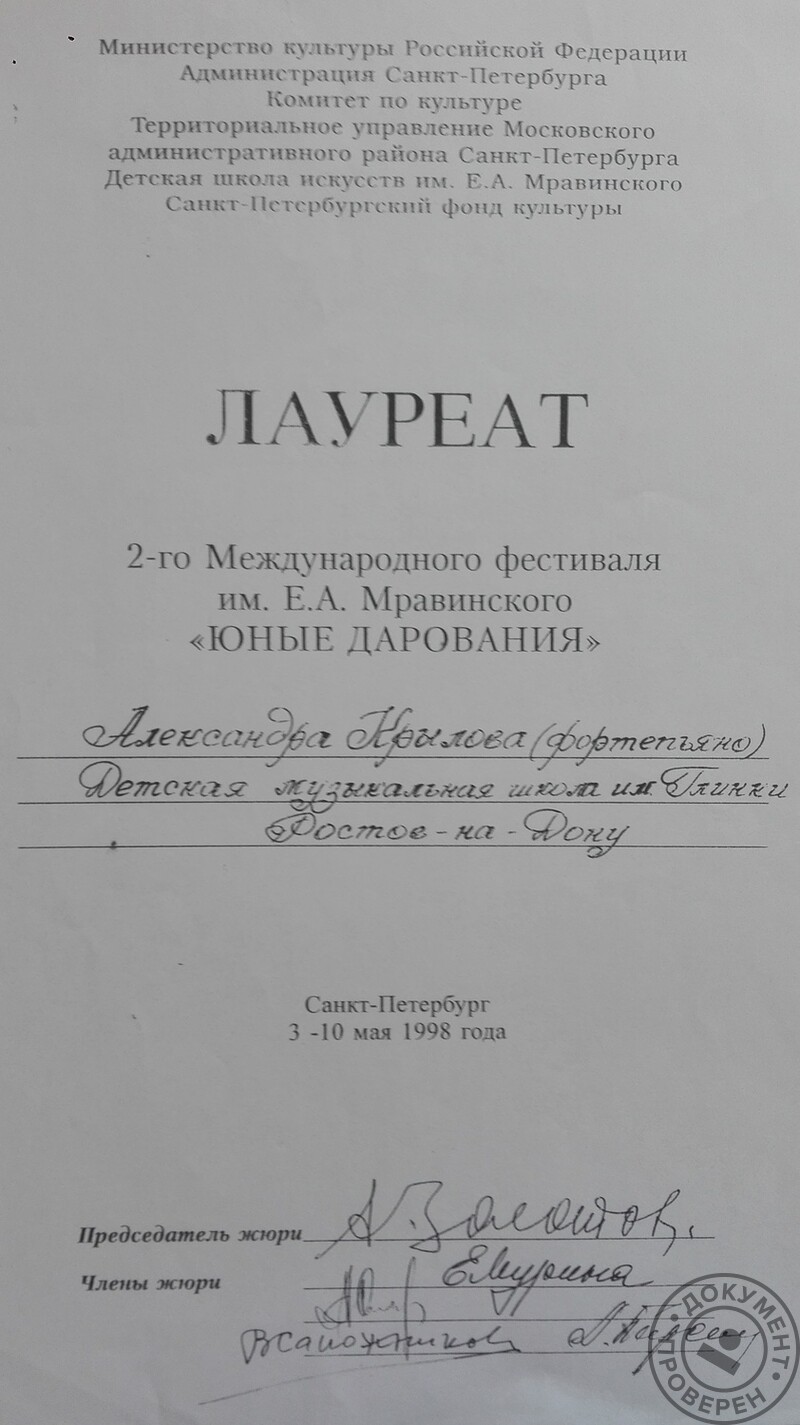 Министерство культуры Российской Федерации
Администрация Санкт-Петербурга
Комитет по культуре
Территориальное управление Московского
административного района Санкт-Петербурга
Детская школа искусств им. Е.А. Мравинского
Санкт-Петербургский фонд культуры
ЛАУРЕАТ
2-го Международного фестиваля
им. Е.А. Мравинского
«ЮНЫЕ ДАРОВАНИЯ»
Александра Крылова (фортепьяно)
Детская музыкальная школа им. Глинки
Ростов-на-Дону
Санкт-Петербург
3 -10 мая 1998 года
Председатель жюри А. Золотов
Члены жюри Е. Мурина
В Сапожников
ДОКУМЕНТ
ПРОВЕРЕН